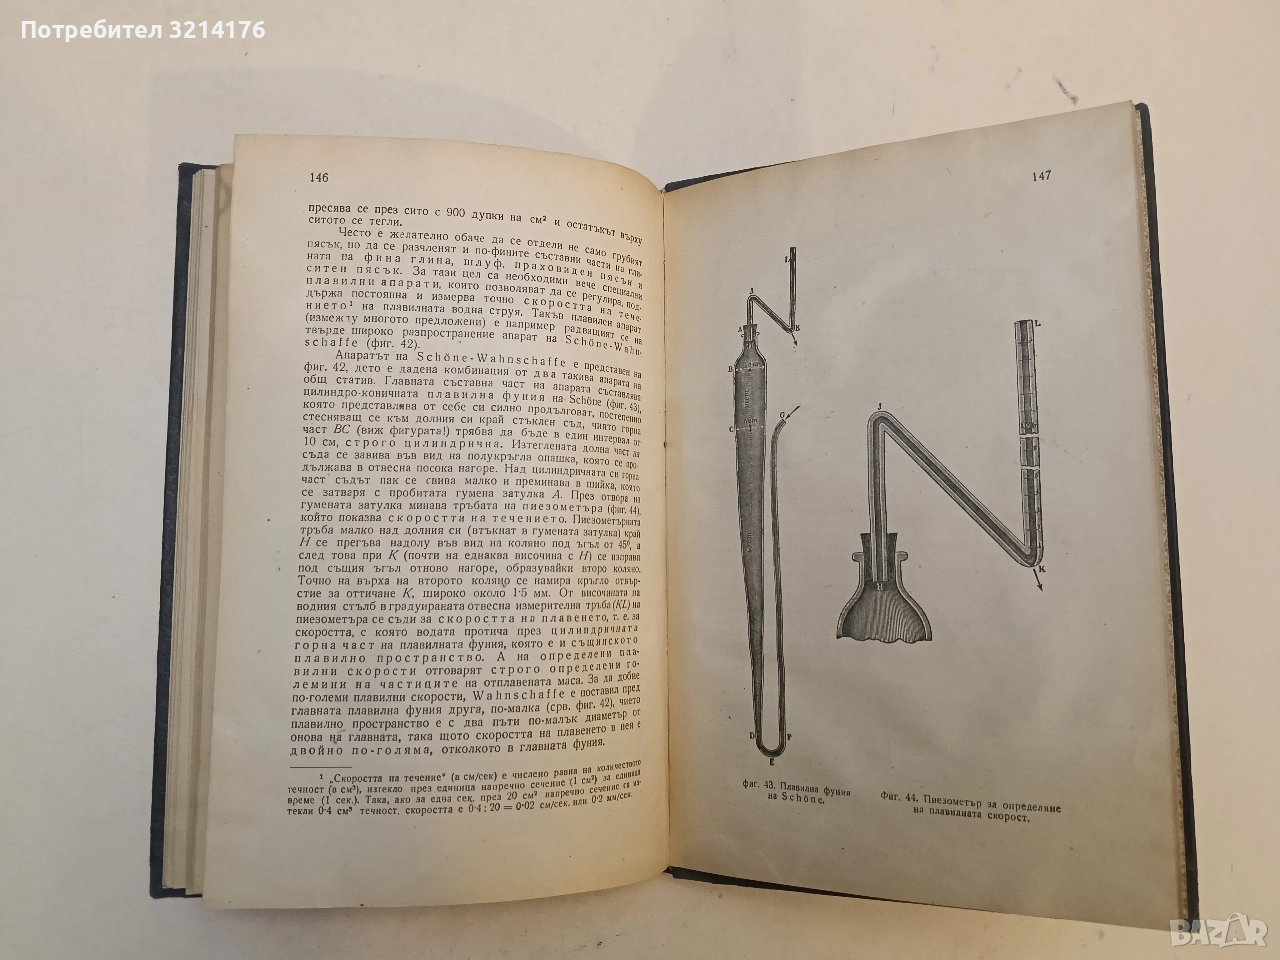 Потребител 3214176
146
пресява се през сито с 900 дупки на см² и остатъкът върху
ситото се тегли.
Често е желателно обаче да се отдели не само грубият
пясък, но да се разчленят и по-фините съставни части на гли-
ната на фина глина, шлуф, праховиден пясък и
ситен пясък. За тази цел са необходими вече специални
плавилни апарати, които позволяват да се регулира, под-
държа постоянна и измерва точно скоростта на тече-
нието¹ на плавилната водна струя. Такъв плавилен апарат
(измежту многото предложени) е например радващият се на
твърде широко разпространение апарат на Schöne-Wahn-
schaffe (фиг. 42).
Апаратът на Schöne-Wahnschaffe е представен на
фиг. 42, дето е дадена комбинация от два такива апарата на
общ статив. Главната съставна част на апарата съставлява
цилиндро-коничната плавилна фуния на Schöne (фиг. 43),
която представлява от себе си силно продълговат, постепенно
стесняващ се към долния си край стъклен съд, чиято горна
част BC (виж фигурата!) трябва да бъде в един интервал от
10 см, строго цилиндрична. Изтеглената долна част на
съда се завива във вид на полукръгла опашка, която се про-
дължава в отвесна посока нагоре. Над цилиндричната си горна
част съдът пак се свива малко и преминава в шийка, която
се затваря с пробитата гумена затулка A. През отвора на
гумената затулка минава тръбата на пиезометъра (фиг. 44),
който показва скоростта на течението. Пиезометърната
тръба малко над долния си (втъкнат в гумената затулка) край
H се прегъва надолу във вид на коляно под ъгъл от 45⁰, а
след това при K (почти на еднаква височина с H) се изправя
под същия ъгъл отново нагоре, образувайки второ коляно.
Точно на върха на второто коляно се намира кръгло отвър-
стие за оттичане K, широко около 1·5 мм. От височината на
водния стълб в градуираната отвесна измерителна тръба (KL) на
пиезометъра се съди за скоростта на плавенето, т. е. за
скоростта, с която водата протича през цилиндричната
горна част на плавилната фуния, която е и същинското
плавилно пространство. А на определени пла-
вилни скорости отговарят строго определени го-
лемини на частиците на отплавената маса. За да добие
по-големи плавилни скорости, Wahnschaffe е поставил пред
главната плавилна фуния друга, по-малка (срв. фиг. 42), чието
плавилно пространство е с два пъти по-малък диаметър от
онова на главната, така щото скоростта на плавенето в нея е
двойно по-голяма, отколкото в главната фуния.
¹ „Скоростта на течение“ (в см/сек) е числено равна на количеството
течност (в см³), изтекло през единица напречно сечение (1 см²) за единица
време (1 сек.). Така, ако за една сек. през 20 см² напречно сечение са из-
текли 0·4 см³ течност, скоростта е 0·4 : 20 = 0·02 см/сек. или 0·2 мм/сек.
147
L
J
A
K
B
C
G
D
F
E
L
J
H
K
фиг. 43. Плавилна фуния
на Schöne.
Фиг. 44. Пиезометър за определяне
на плавилната скорост.
BAZAR